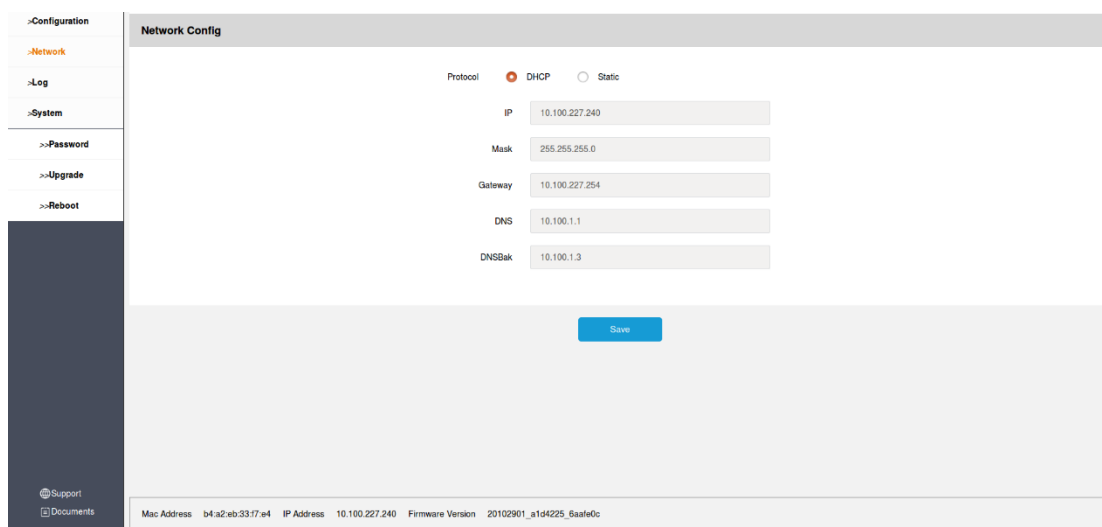 >Configuration
>Network
>Log
>System
>>Password
>>Upgrade
>>Reboot
Support
Documents
Network Config
Protocol DHCP Static
IP 10.100.227.240
Mask 255.255.255.0
Gateway 10.100.227.254
DNS 10.100.1.1
DNSBak 10.100.1.3
Save
Mac Address b4:a2:eb:33:f7:e4 IP Address 10.100.227.240 Firmware Version 20102901_a1d4225_6aafe0c